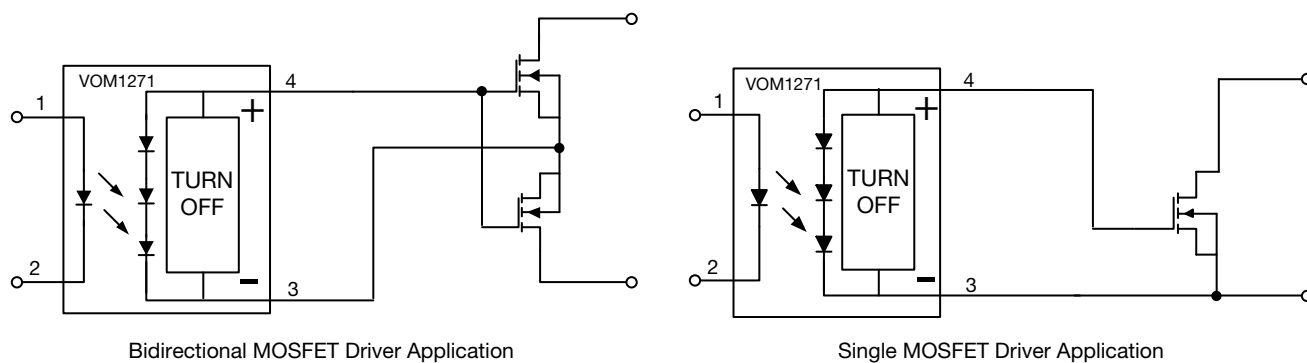 VOM1271
1
2
4
3
+
−
TURN
OFF
Bidirectional MOSFET Driver Application
VOM1271
1
2
4
3
+
−
TURN
OFF
Single MOSFET Driver Application